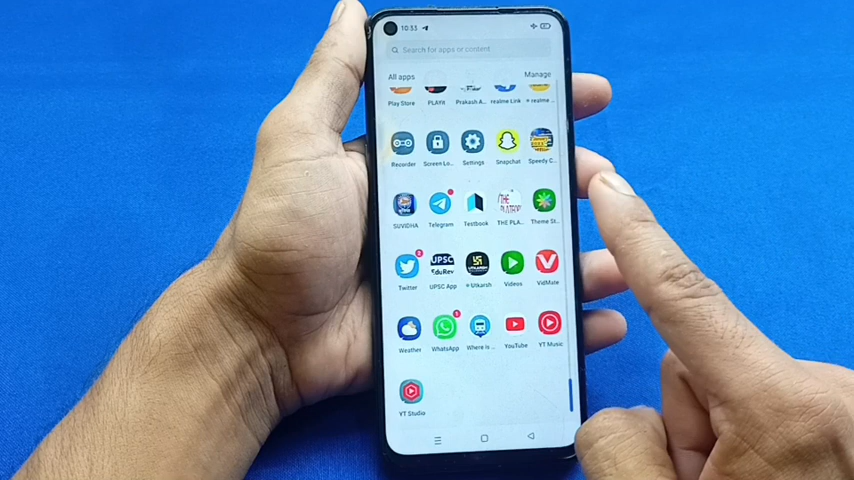 10:33
Search for apps or content
All apps Manage
Play Store PLAYit Prakash A... realme Link realme ...
Recorder Screen Lo... Settings Snapchat Speedy C...
SUVIDHA Telegram Testbook THE PLA... Theme St...
UPSC
EduRev
UTKARSH
Twitter UPSC App Utkarsh Videos VidMate
Weather WhatsApp Where is ... YouTube YT Music
YT Studio